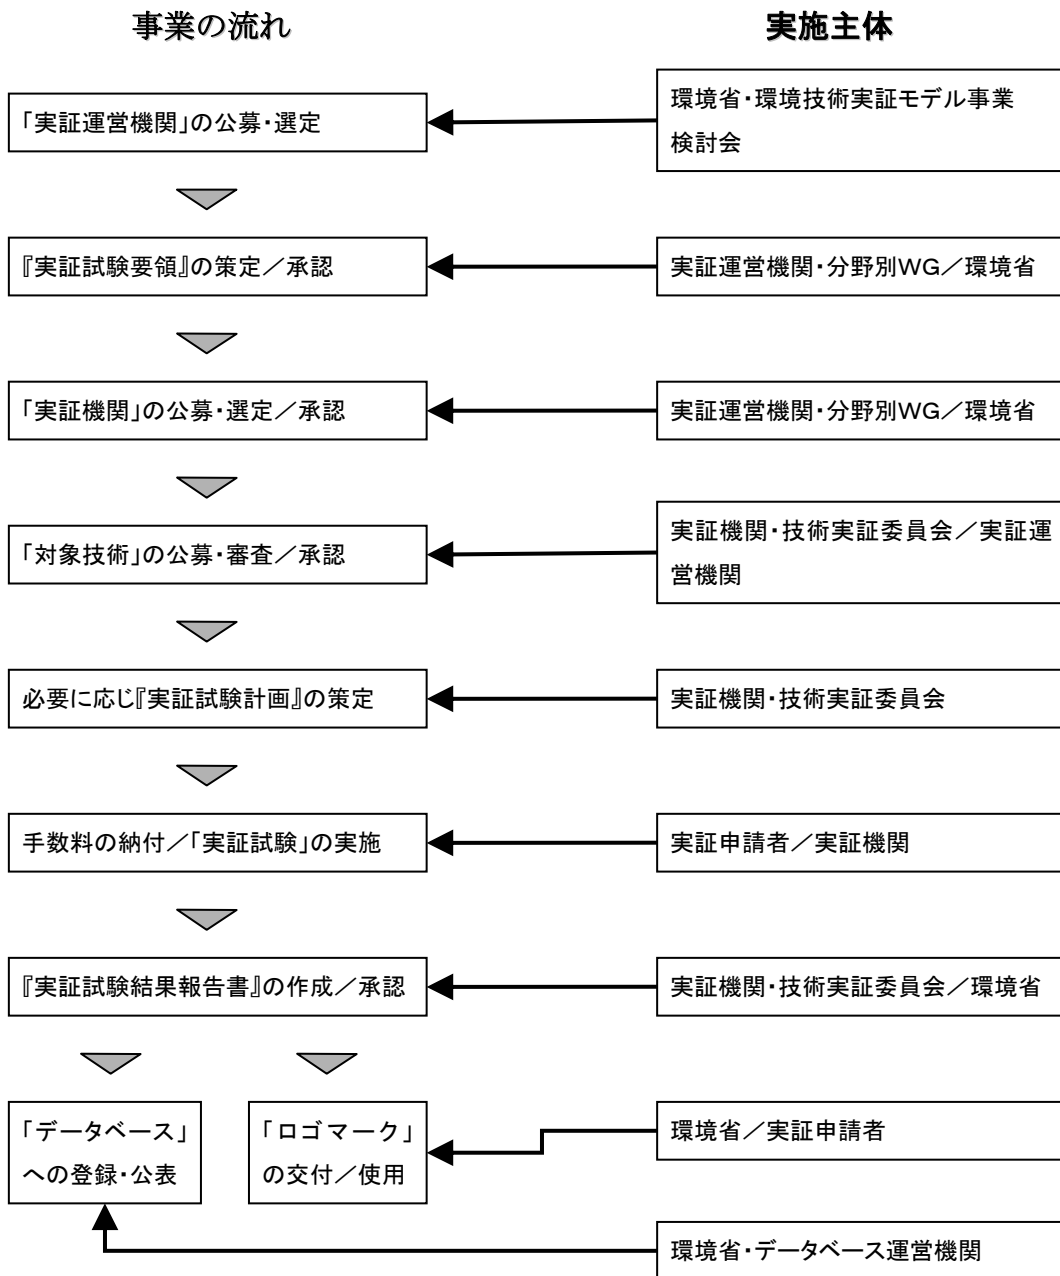 事業の流れ
実施主体
「実証運営機関」の公募・選定
環境省・環境技術実証モデル事業
検討会
『実証試験要領』の策定／承認
実証運営機関・分野別WG／環境省
「実証機関」の公募・選定／承認
実証運営機関・分野別WG／環境省
「対象技術」の公募・審査／承認
実証機関・技術実証委員会／実証運
営機関
必要に応じ『実証試験計画』の策定
実証機関・技術実証委員会
手数料の納付／「実証試験」の実施
実証申請者／実証機関
『実証試験結果報告書』の作成／承認
実証機関・技術実証委員会／環境省
「データベース」
への登録・公表
「ロゴマーク」
の交付／使用
環境省／実証申請者
環境省・データベース運営機関